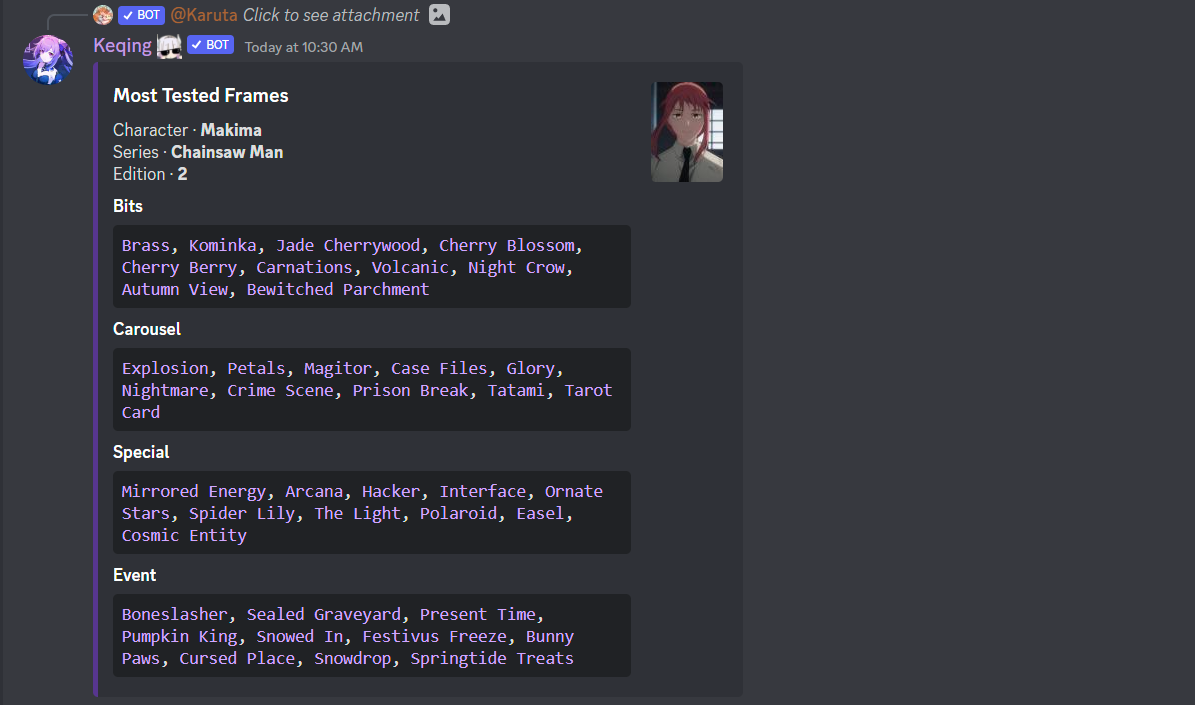 ✓ BOT @Karuta Click to see attachment
Keqing ✓ BOT Today at 10:30 AM
Most Tested Frames
Character · Makima
Series · Chainsaw Man
Edition · 2
Bits
Brass, Kominka, Jade Cherrywood, Cherry Blossom,
Cherry Berry, Carnations, Volcanic, Night Crow,
Autumn View, Bewitched Parchment
Carousel
Explosion, Petals, Magitor, Case Files, Glory,
Nightmare, Crime Scene, Prison Break, Tatami, Tarot
Card
Special
Mirrored Energy, Arcana, Hacker, Interface, Ornate
Stars, Spider Lily, The Light, Polaroid, Easel,
Cosmic Entity
Event
Boneslasher, Sealed Graveyard, Present Time,
Pumpkin King, Snowed In, Festivus Freeze, Bunny
Paws, Cursed Place, Snowdrop, Springtide Treats